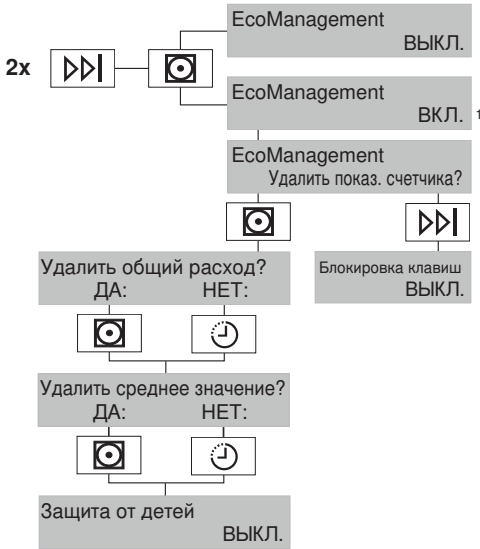 EcoManagement
ВЫКЛ.
2x
EcoManagement
ВКЛ. 1
EcoManagement
Удалить показ. счетчика?
Удалить общий расход?
ДА: НЕТ:
Блокировка клавиш
ВЫКЛ.
Удалить среднее значение?
ДА: НЕТ:
Защита от детей
ВЫКЛ.